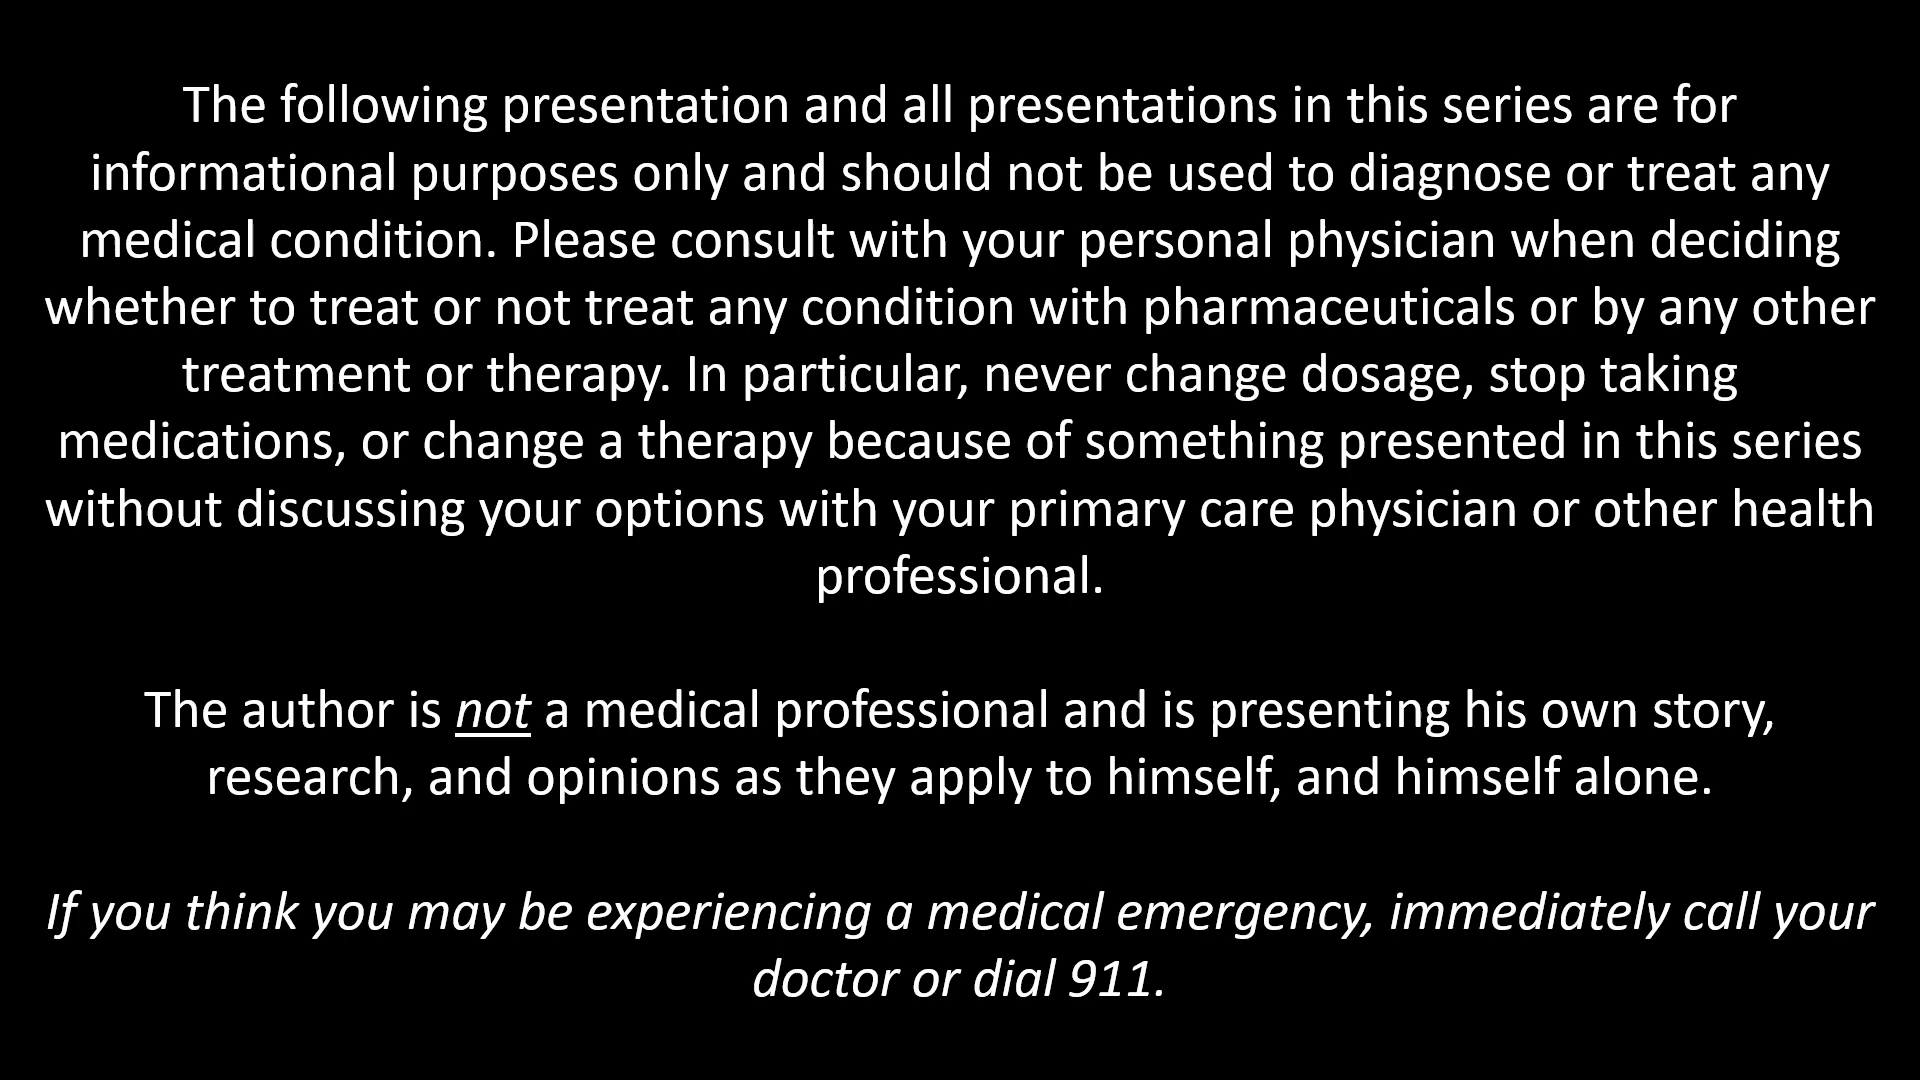 The following presentation and all presentations in this series are for
informational purposes only and should not be used to diagnose or treat any
medical condition. Please consult with your personal physician when deciding
whether to treat or not treat any condition with pharmaceuticals or by any other
treatment or therapy. In particular, never change dosage, stop taking
medications, or change a therapy because of something presented in this series
without discussing your options with your primary care physician or other health
professional.
The author is not a medical professional and is presenting his own story,
research, and opinions as they apply to himself, and himself alone.
If you think you may be experiencing a medical emergency, immediately call your
doctor or dial 911.